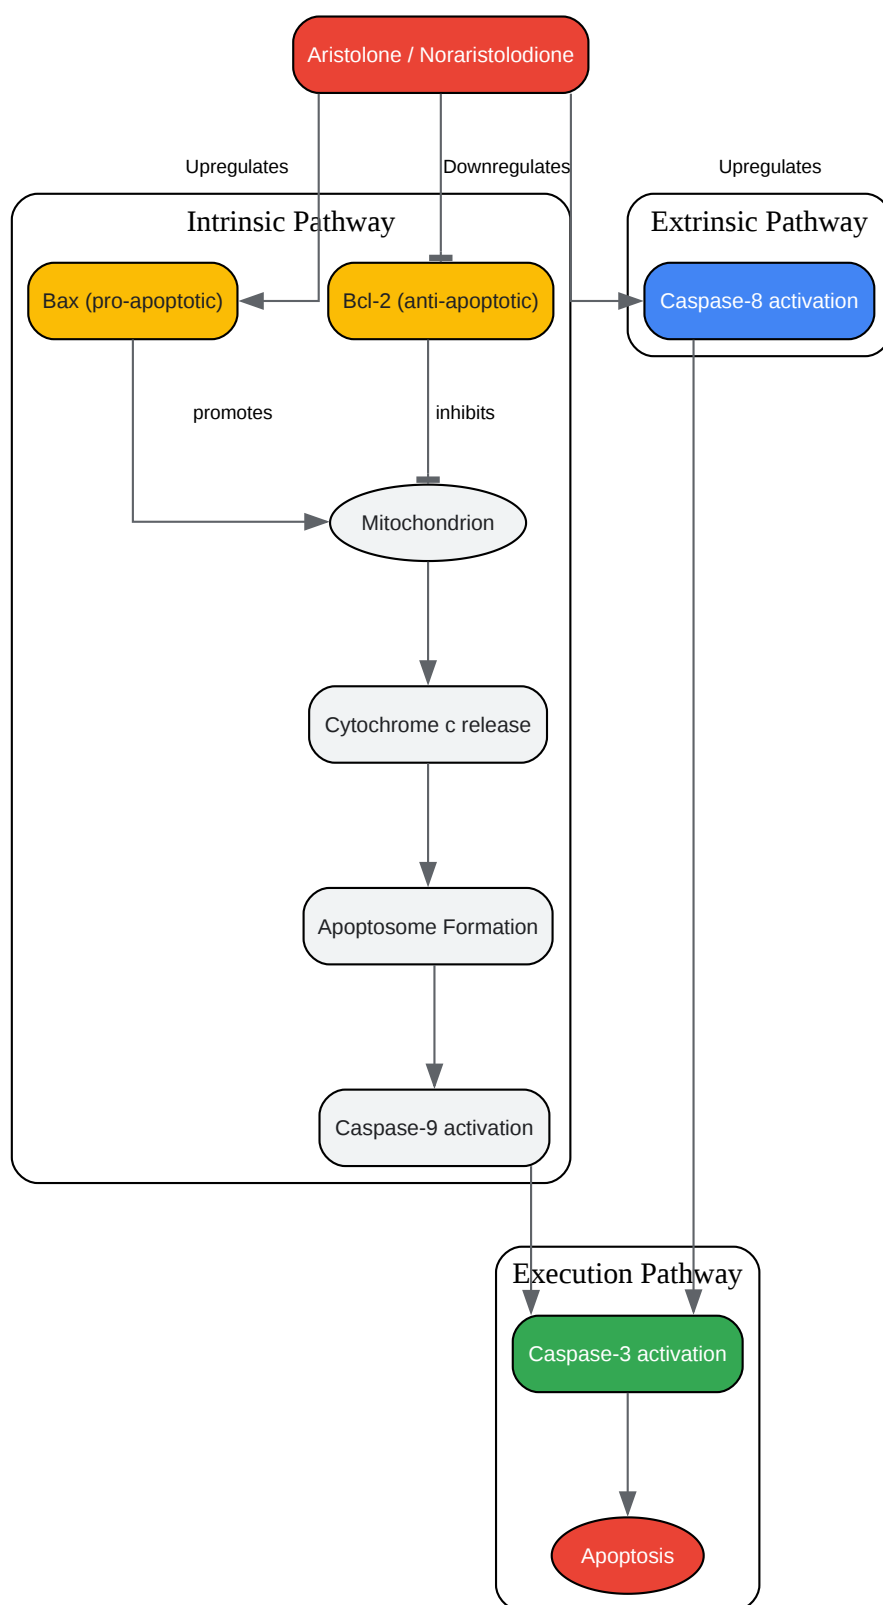 Aristolone / Noraristolodione
Upregulates
Downregulates
Upregulates
Intrinsic Pathway
Extrinsic Pathway
Bax (pro-apoptotic)
Bcl-2 (anti-apoptotic)
Caspase-8 activation
promotes
inhibits
Mitochondrion
Cytochrome c release
Apoptosome Formation
Caspase-9 activation
Execution Pathway
Caspase-3 activation
Apoptosis